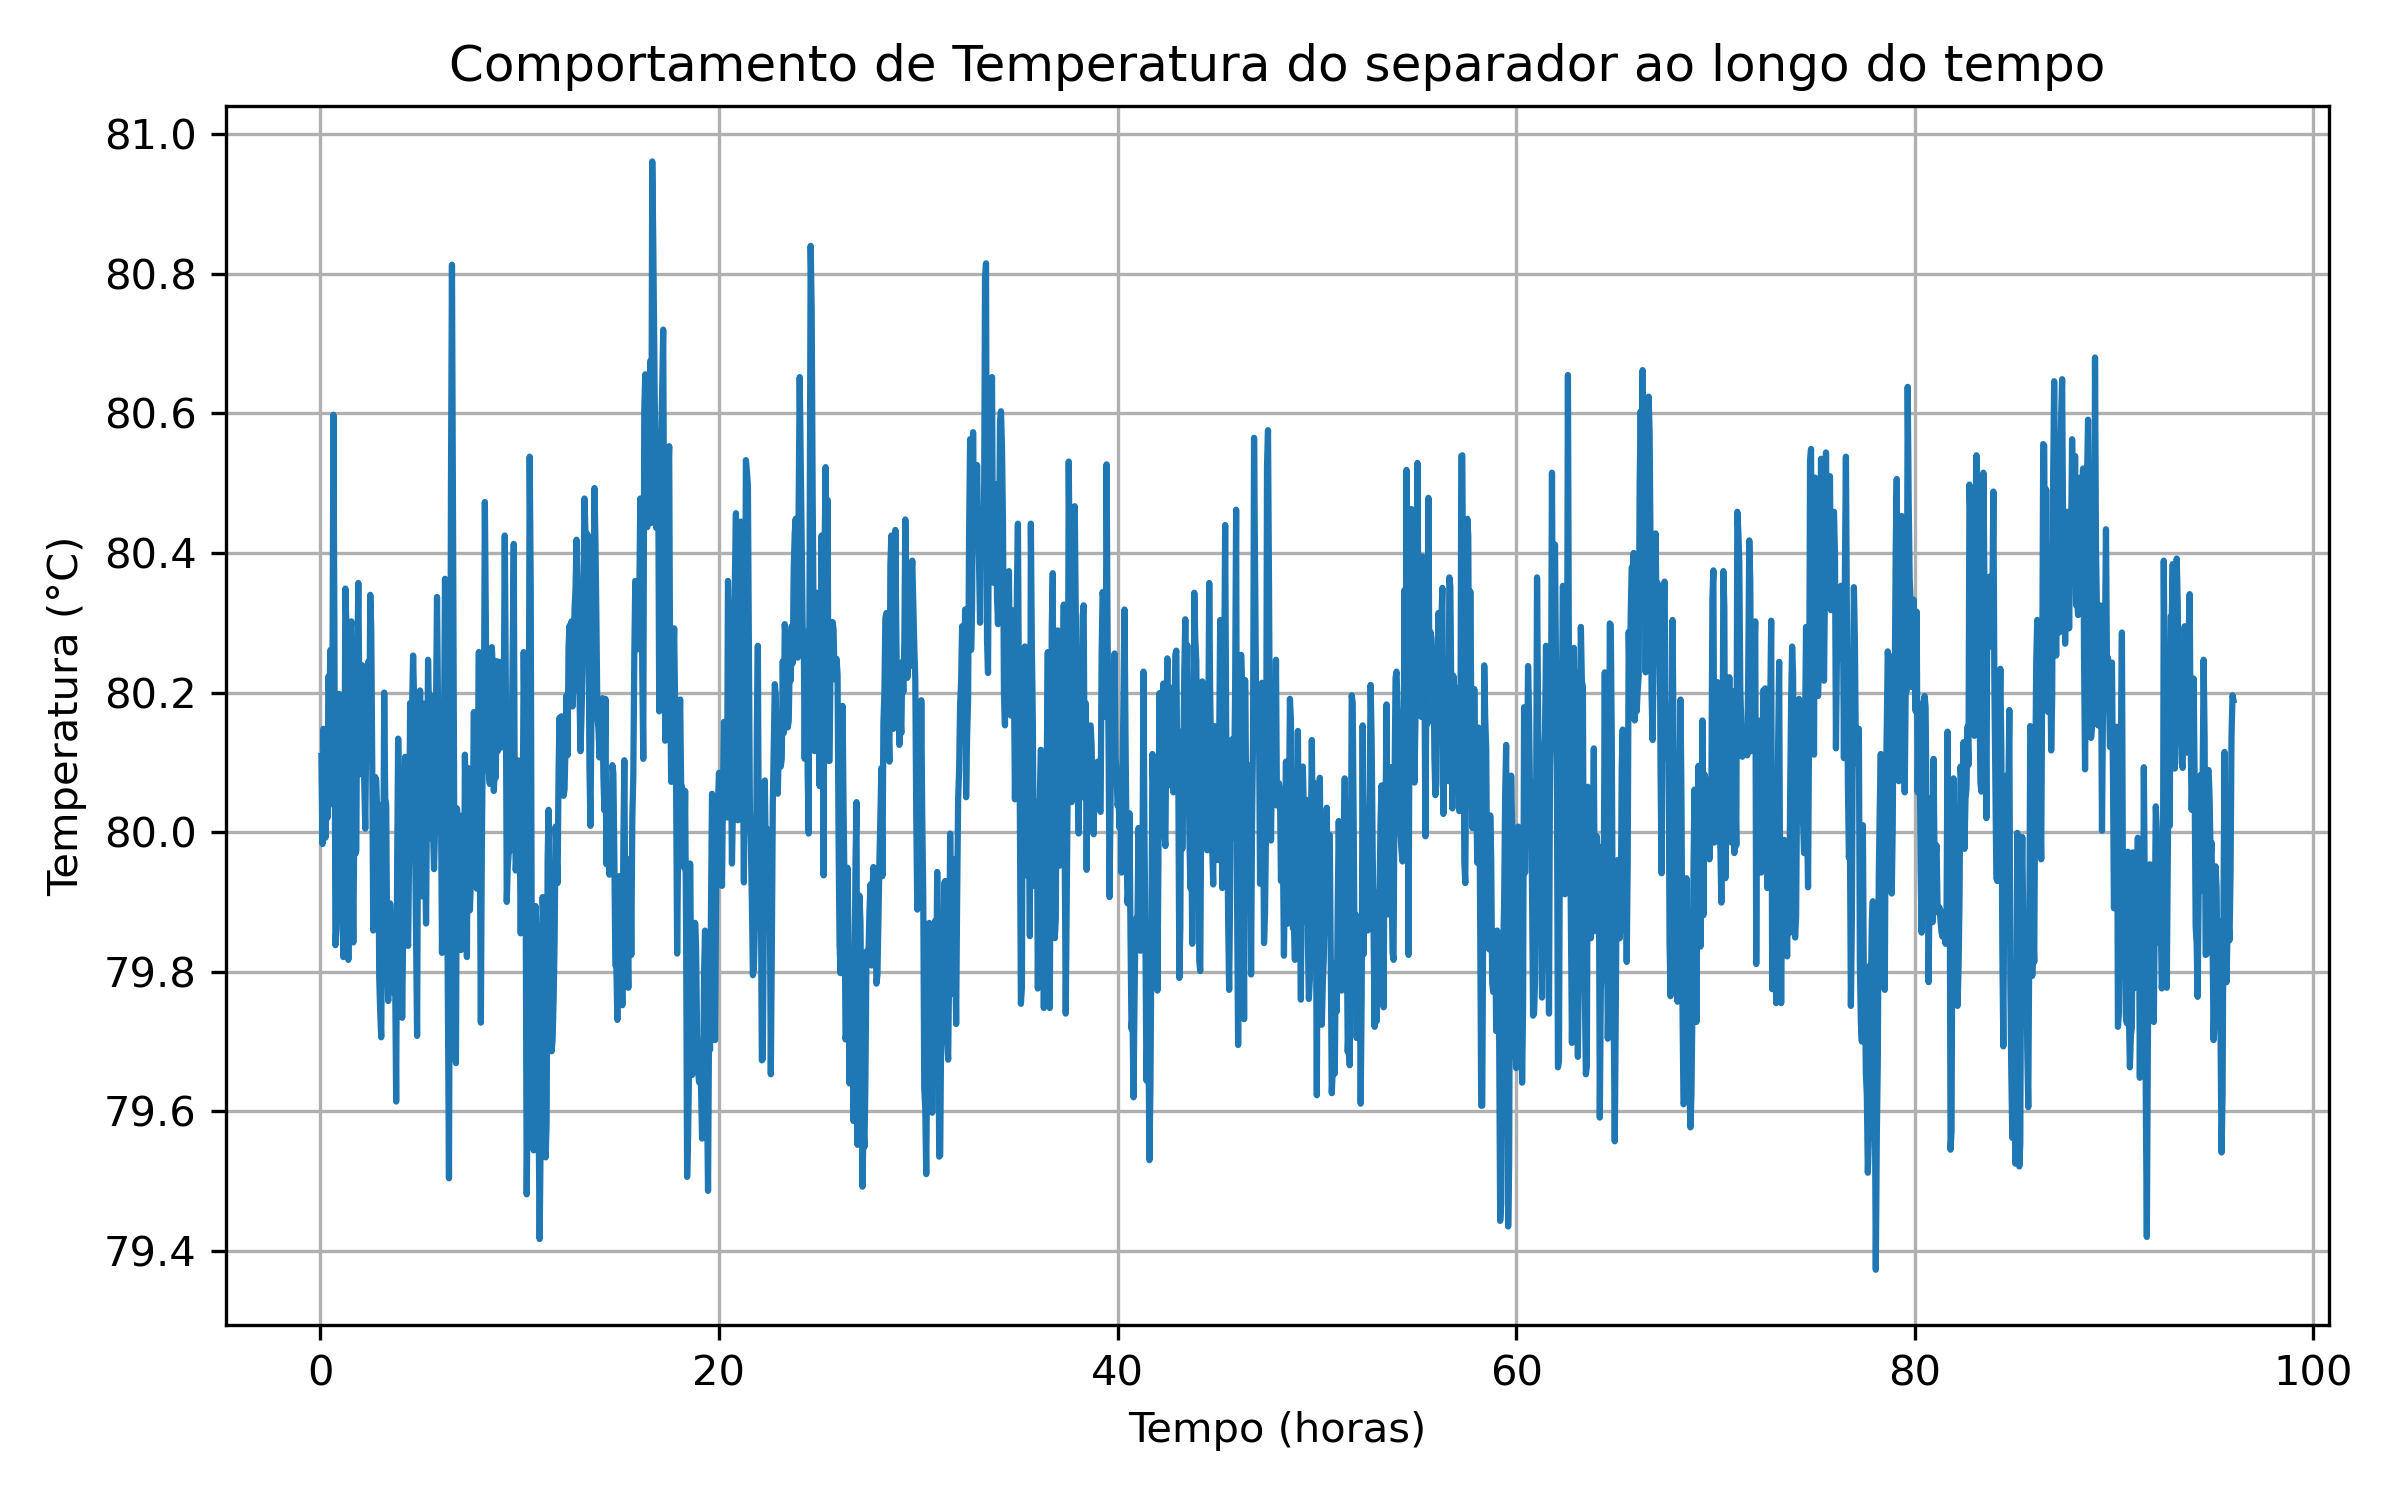 Comportamento de Temperatura do separador ao longo do tempo
81.0
80.8
80.6
80.4
80.2
80.0
79.8
79.6
79.4
Temperatura (°C)
0 20 40 60 80 100
Tempo (horas)